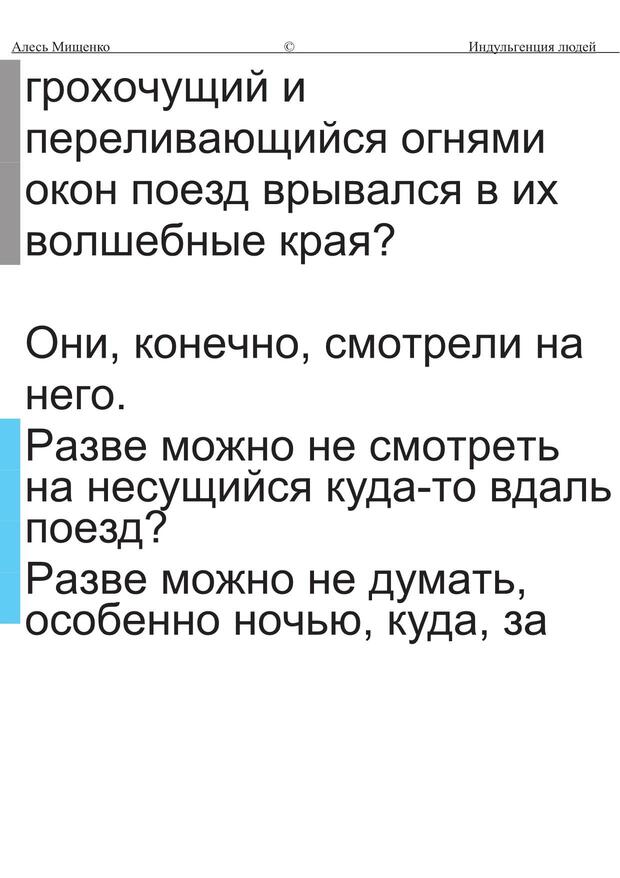 Алесь Мищенко © Индульгенция людей
грохочущий и
переливающийся огнями
окон поезд врывался в их
волшебные края?
Они, конечно, смотрели на
него.
Разве можно не смотреть
на несущийся куда-то вдаль
поезд?
Разве можно не думать,
особенно ночью, куда, за